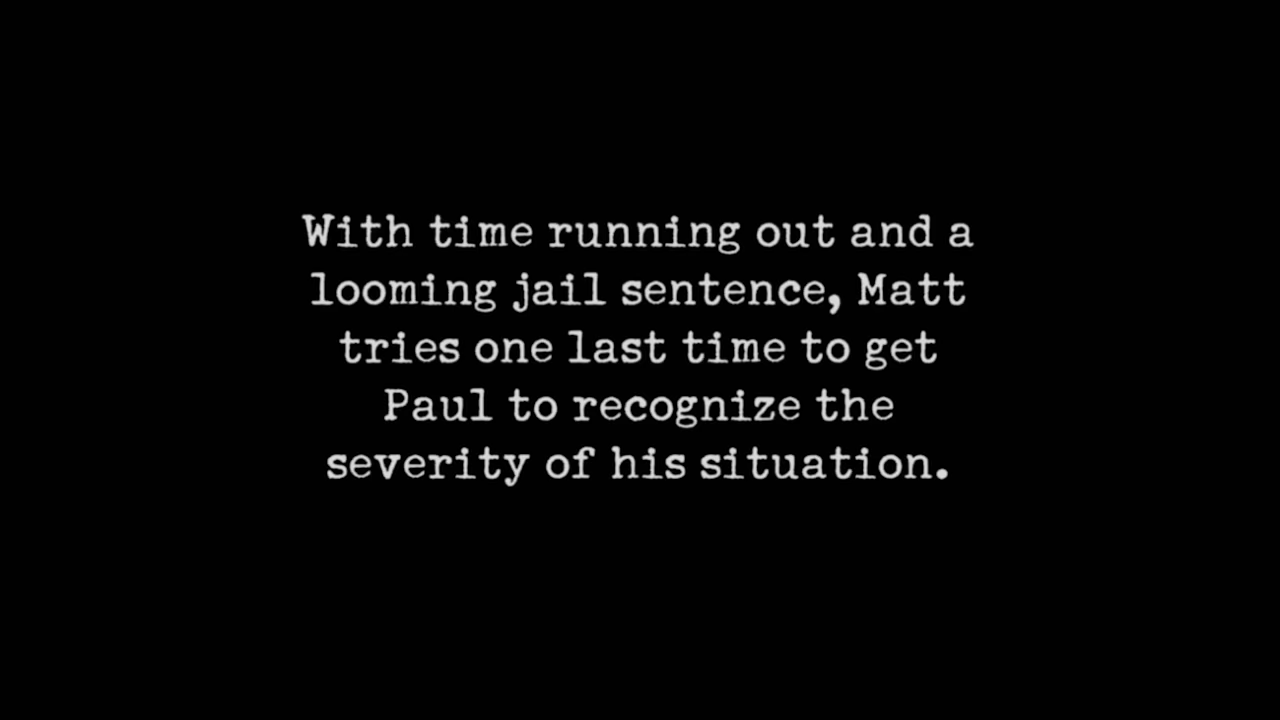 With time running out and a
looming jail sentence, Matt
tries one last time to get
Paul to recognize the
severity of his situation.